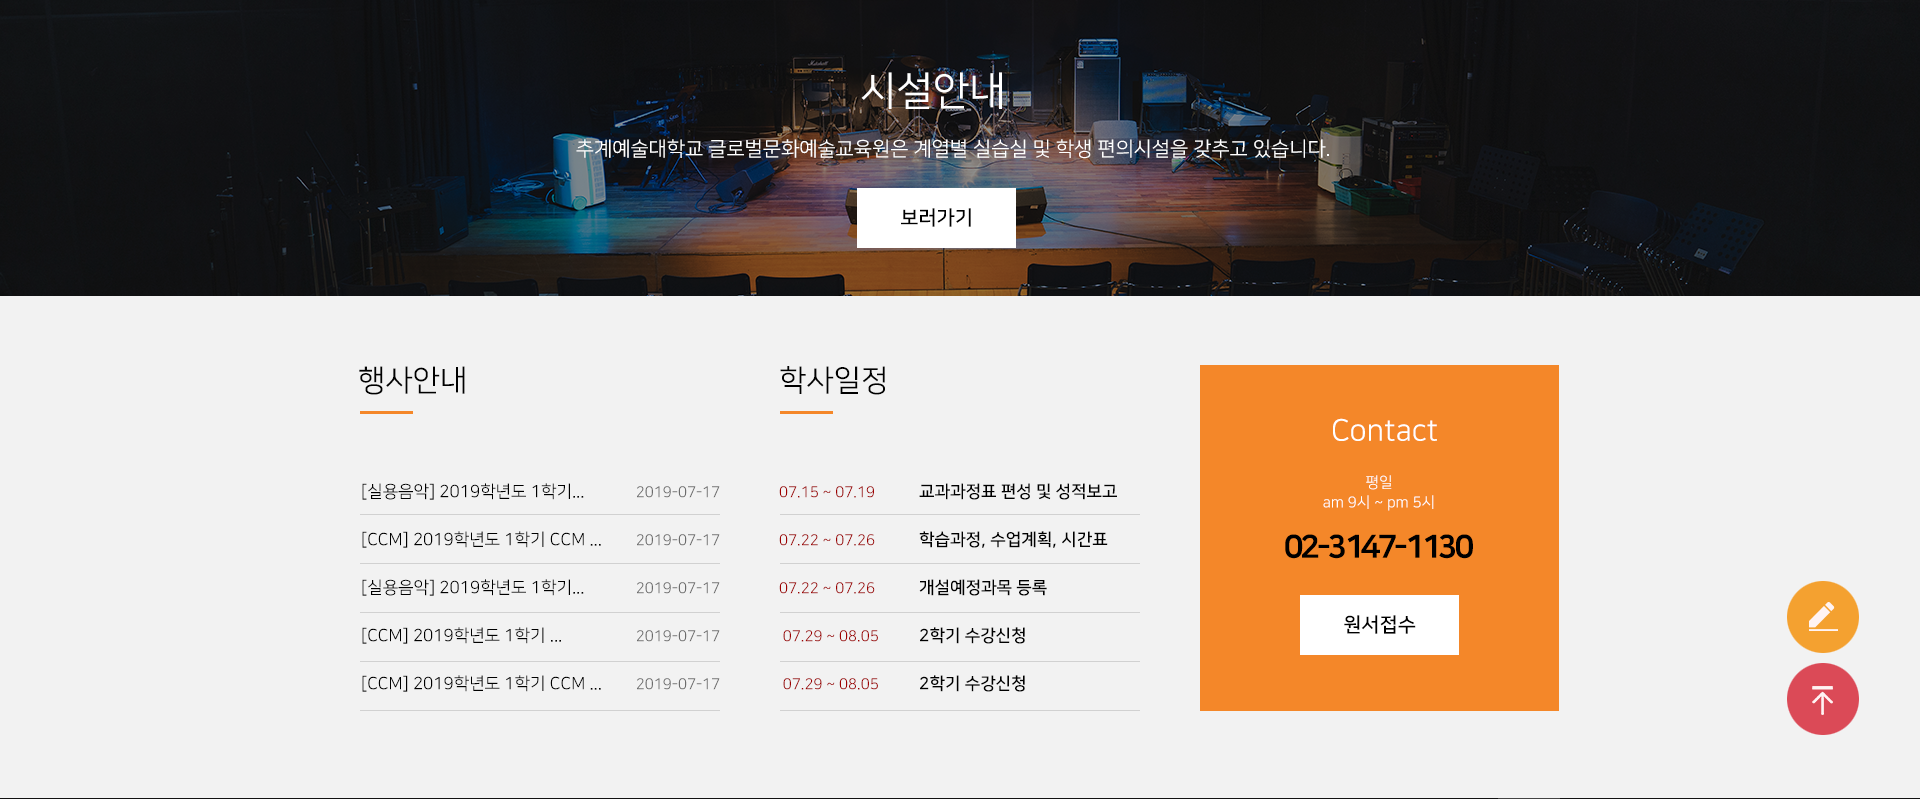 시설안내
추계예술대학교 글로벌문화예술교육원은 계열별 실습실 및 학생 편의시설을 갖추고 있습니다.
보러가기
행사안내
[실용음악] 2019학년도 1학기... 2019-07-17
[CCM] 2019학년도 1학기 CCM ... 2019-07-17
[실용음악] 2019학년도 1학기... 2019-07-17
[CCM] 2019학년도 1학기 ... 2019-07-17
[CCM] 2019학년도 1학기 CCM ... 2019-07-17
학사일정
07.15 ~ 07.19 교과과정표 편성 및 성적보고
07.22 ~ 07.26 학습과정, 수업계획, 시간표
07.22 ~ 07.26 개설예정과목 등록
07.29 ~ 08.05 2학기 수강신청
07.29 ~ 08.05 2학기 수강신청
Contact
평일
am 9시 ~ pm 5시
02-3147-1130
원서접수